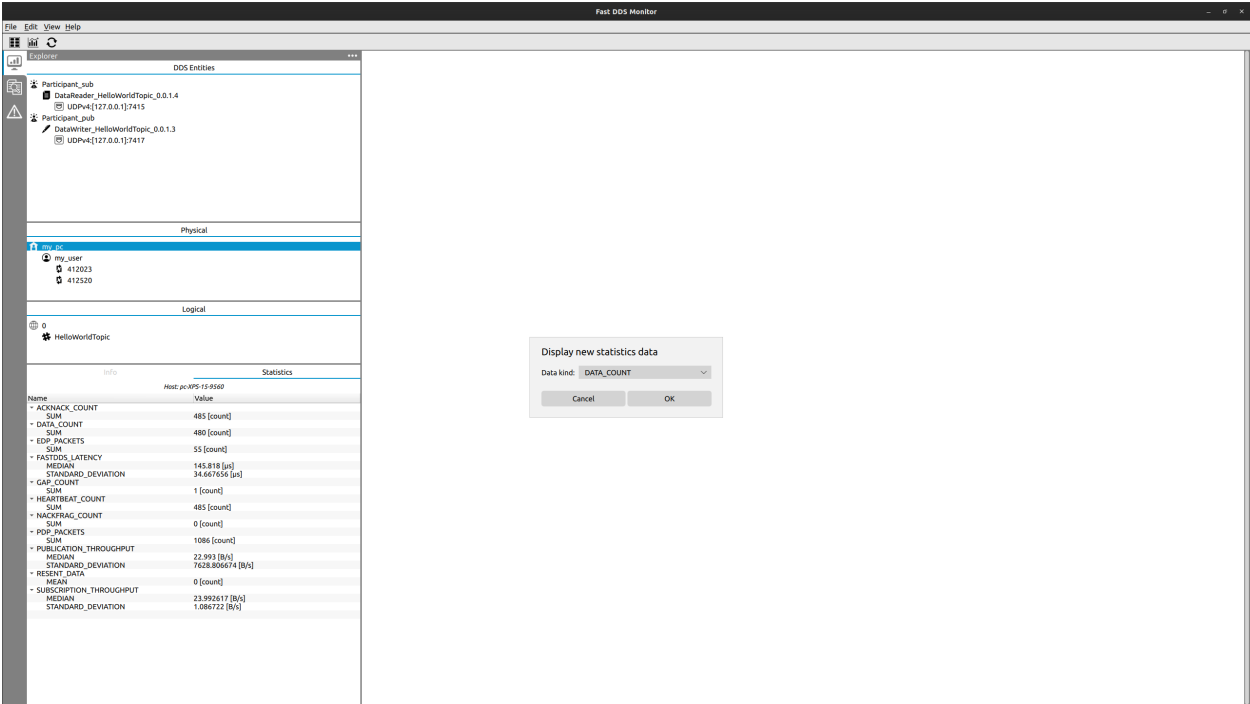 Fast DDS Monitor
File Edit View Help
Explorer
DDS Entities
Participant_sub
DataReader_HelloWorldTopic_0.0.1.4
UDPv4:[127.0.0.1]:7415
Participant_pub
DataWriter_HelloWorldTopic_0.0.1.3
UDPv4:[127.0.0.1]:7417
Physical
my_pc
my_user
412023
412520
Logical
0
HelloWorldTopic
Info Statistics
Host: pc-XPS-15-9560
Name Value
ACKNACK_COUNT
SUM 485 [count]
DATA_COUNT
SUM 480 [count]
EDP_PACKETS
SUM 55 [count]
FASTDDS_LATENCY
MEDIAN 145.818 [μs]
STANDARD_DEVIATION 34.667656 [μs]
GAP_COUNT
SUM 1 [count]
HEARTBEAT_COUNT
SUM 485 [count]
NACKFRAG_COUNT
SUM 0 [count]
PDP_PACKETS
SUM 1086 [count]
PUBLICATION_THROUGHPUT
MEDIAN 22.993 [B/s]
STANDARD_DEVIATION 7628.806674 [B/s]
RESENT_DATA
MEAN 0 [count]
SUBSCRIPTION_THROUGHPUT
MEDIAN 23.992617 [B/s]
STANDARD_DEVIATION 1.086722 [B/s]
Display new statistics data
Data kind: DATA_COUNT
Cancel OK